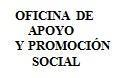 OFICINA DE
APOYO
Y PROMOCIÓN
SOCIAL